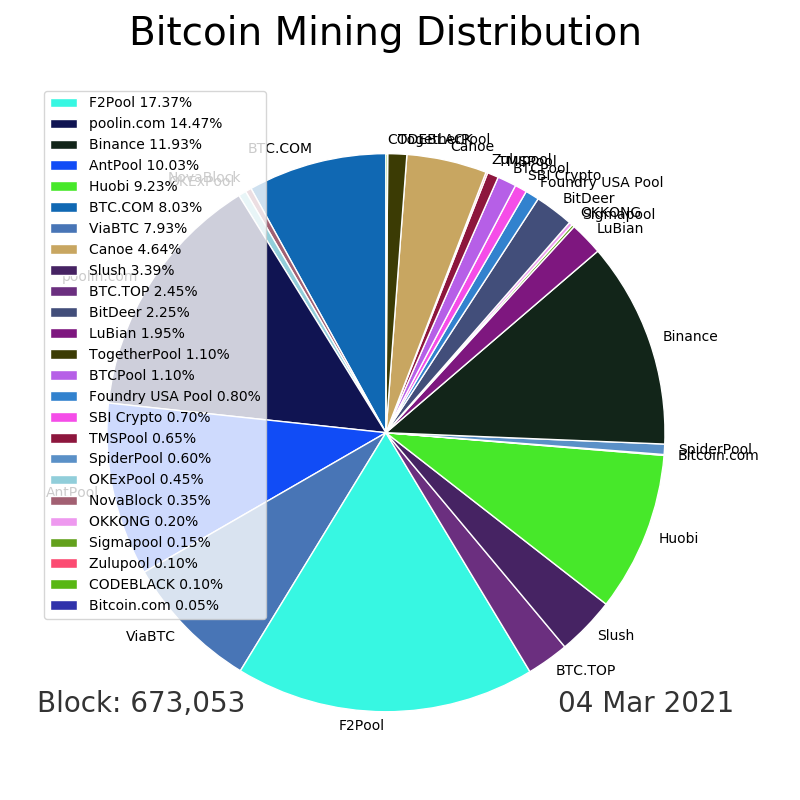 Bitcoin Mining Distribution
F2Pool 17.37%
poolin.com 14.47%
Binance 11.93%
AntPool 10.03%
Huobi 9.23%
BTC.COM 8.03%
ViaBTC 7.93%
Canoe 4.64%
Slush 3.39%
BTC.TOP 2.45%
BitDeer 2.25%
LuBian 1.95%
TogetherPool 1.10%
BTCPool 1.10%
Foundry USA Pool 0.80%
SBI Crypto 0.70%
TMSPool 0.65%
SpiderPool 0.60%
OKExPool 0.45%
NovaBlock 0.35%
OKKONG 0.20%
Sigmapool 0.15%
Zulupool 0.10%
CODEBLACK 0.10%
Bitcoin.com 0.05%
CODEBLACK
TogetherPool
Canoe
Zulupool
TMSPool
BTCPool
SBI Crypto
Foundry USA Pool
BitDeer
OKKONG
Sigmapool
LuBian
Binance
SpiderPool
Bitcoin.com
Huobi
Slush
BTC.TOP
F2Pool
ViaBTC
AntPool
poolin.com
OKExPool
NovaBlock
BTC.COM
Block: 673,053
04 Mar 2021